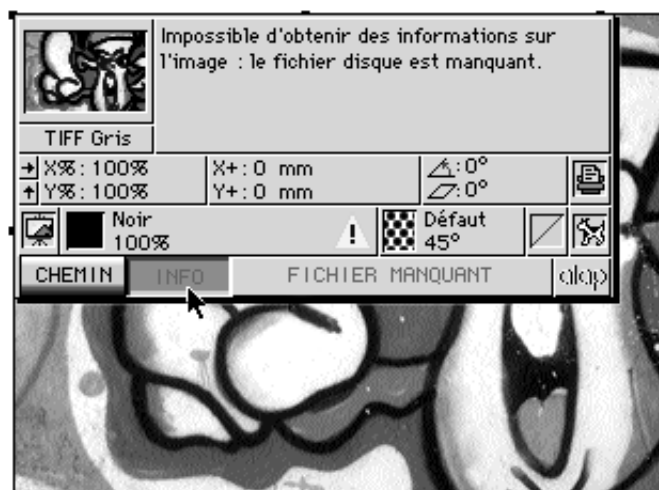 Impossible d'obtenir des informations sur
l'image : le fichier disque est manquant.
TIFF Gris
X%: 100% X+: 0 mm 0°
Y%: 100% Y+: 0 mm 0°
Noir Défaut
100% 45°
CHEMIN INFO FICHIER MANQUANT alap